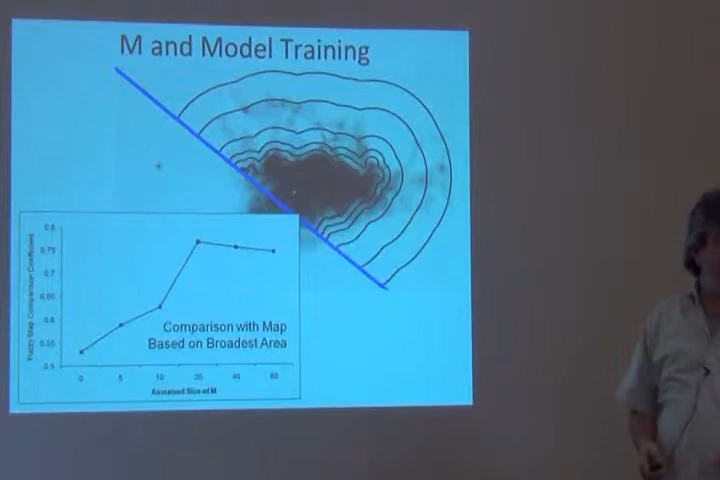 M and Model Training
0.8
0.75
0.7
0.65
0.6
0.55
0.5
Fuzzy Map Comparison Coefficient
Comparison with Map
Based on Broadest Area
0 5 10 20 40 60
Assumed Size of M